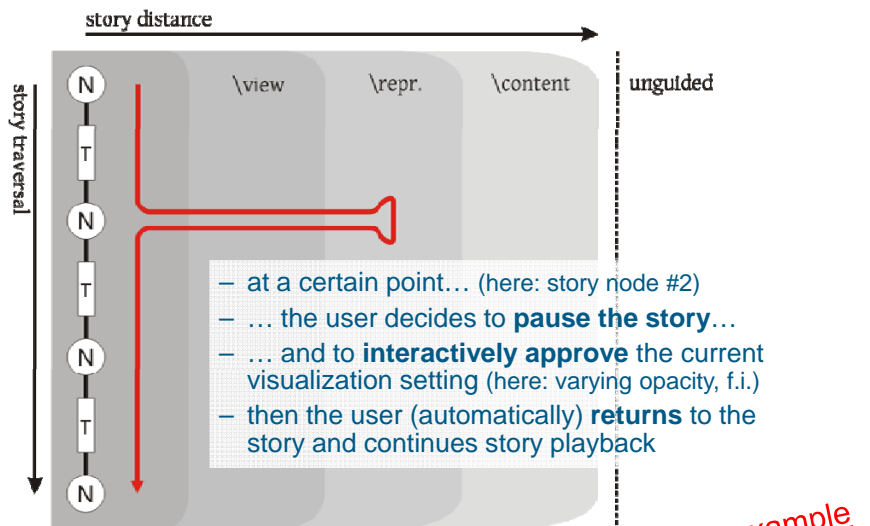 story distance
\view \repr. \content unguided
story traversal
N
T
N
T
N
T
N
– at a certain point… (here: story node #2)
– … the user decides to pause the story…
– … and to interactively approve the current
visualization setting (here: varying opacity, f.i.)
– then the user (automatically) returns to the
story and continues story playback